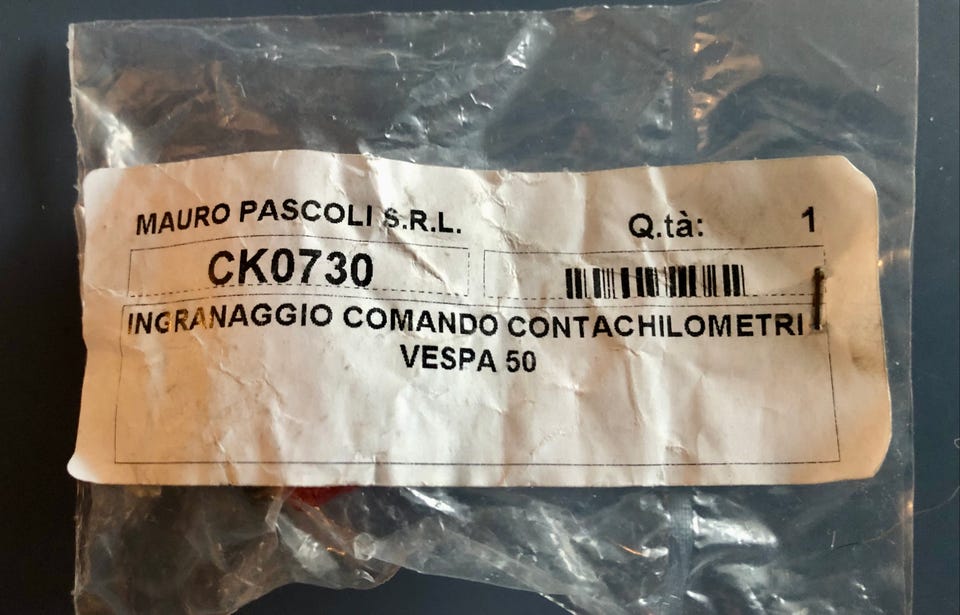 MAURO PASCOLI S.R.L.
Q.tà: 1
CK0730
INGRANAGGIO COMANDO CONTACHILOMETRI
VESPA 50